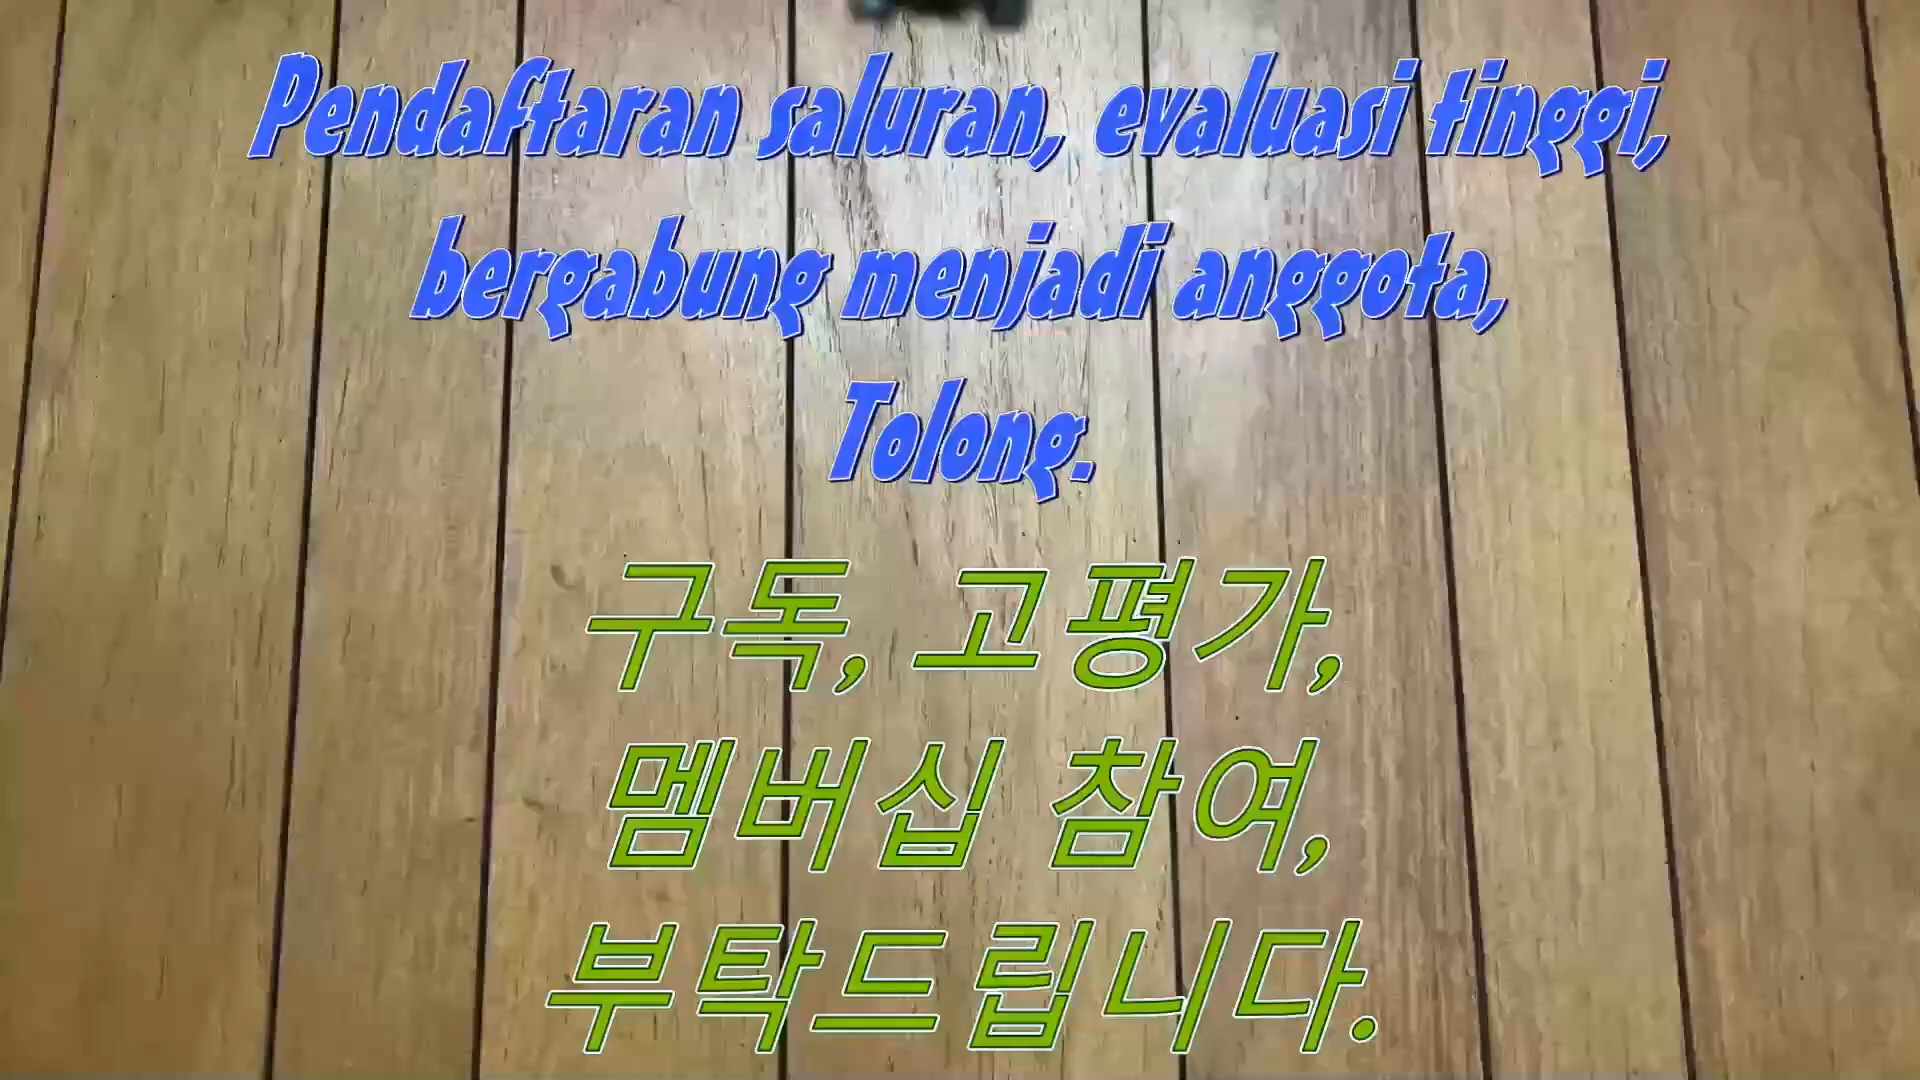 Pendaftaran saluran, evaluasi tinggi,
bergabung menjadi anggota,
Tolong.
구독, 고평가,
멤버십 참여,
부탁드립니다.